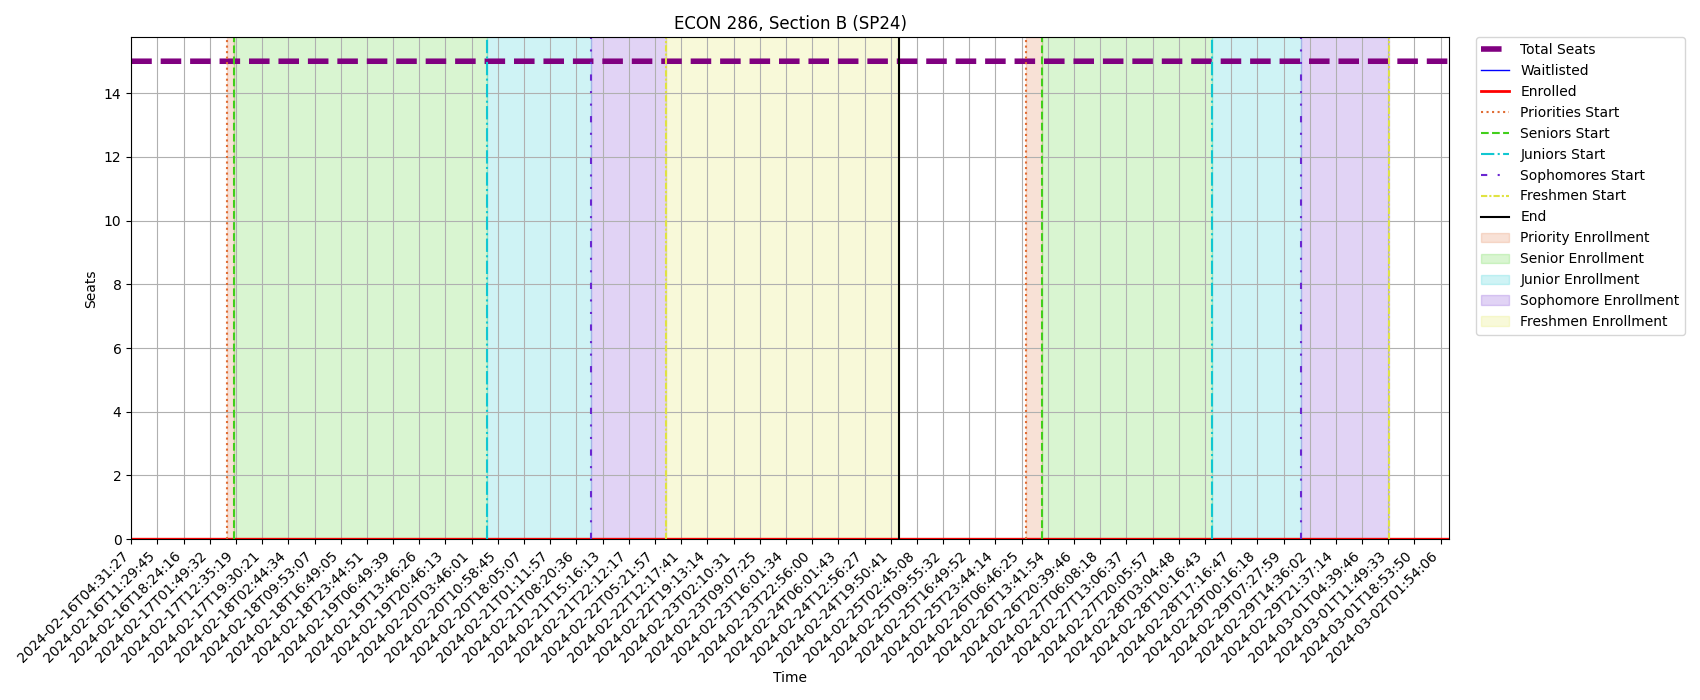 ECON 286, Section B (SP24)
Seats
14
12
10
8
6
4
2
0
2024-02-16T04:31:27
2024-02-16T11:29:45
2024-02-16T18:24:16
2024-02-17T01:49:32
2024-02-17T12:35:19
2024-02-17T19:30:21
2024-02-18T02:44:34
2024-02-18T09:53:07
2024-02-18T16:49:05
2024-02-18T23:44:51
2024-02-19T06:49:39
2024-02-19T13:46:26
2024-02-19T20:46:13
2024-02-20T03:46:01
2024-02-20T10:58:45
2024-02-20T18:05:07
2024-02-21T01:11:57
2024-02-21T08:20:36
2024-02-21T15:16:13
2024-02-21T22:12:17
2024-02-22T05:21:57
2024-02-22T12:17:41
2024-02-22T19:13:14
2024-02-23T02:10:31
2024-02-23T09:07:25
2024-02-23T16:01:34
2024-02-23T22:56:00
2024-02-24T06:01:43
2024-02-24T12:56:27
2024-02-24T19:50:41
2024-02-25T02:45:08
2024-02-25T09:55:32
2024-02-25T16:49:52
2024-02-25T23:44:14
2024-02-26T06:46:25
2024-02-26T13:41:54
2024-02-26T20:39:46
2024-02-27T06:08:18
2024-02-27T13:06:37
2024-02-27T20:05:57
2024-02-28T03:04:48
2024-02-28T10:16:43
2024-02-28T17:16:47
2024-02-29T00:16:18
2024-02-29T07:27:59
2024-02-29T14:36:02
2024-02-29T21:37:14
2024-03-01T04:39:46
2024-03-01T11:49:33
2024-03-01T18:53:50
2024-03-02T01:54:06
Time
Total Seats
Waitlisted
Enrolled
Priorities Start
Seniors Start
Juniors Start
Sophomores Start
Freshmen Start
End
Priority Enrollment
Senior Enrollment
Junior Enrollment
Sophomore Enrollment
Freshmen Enrollment